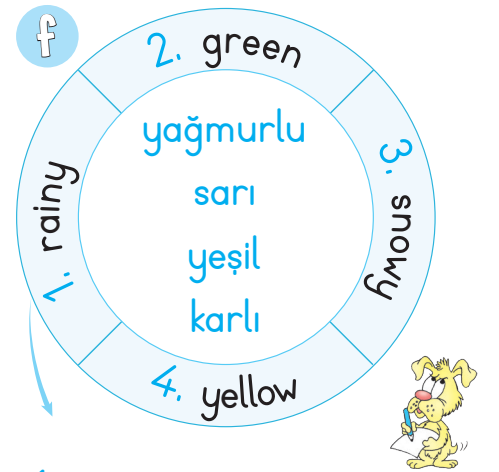 f
2. green
yağmurlu
3. snowy
sarı
1. rainy
yeşil
karlı
4. yellow